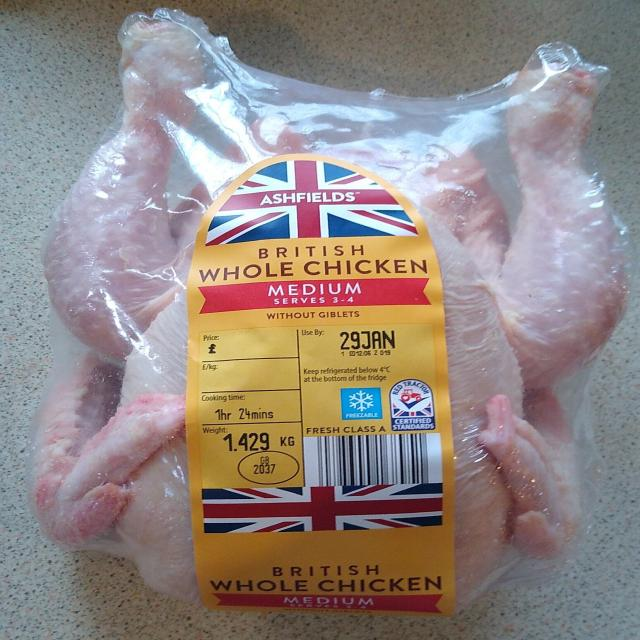 ASHFIELDS™
BRITISH
WHOLE CHICKEN
MEDIUM
SERVES 3-4
WITHOUT GIBLETS
Price:
£
£/kg:
Cooking time:
1hr 24mins
Weight:
1.429 KG
GB
2037
Use By:
29JAN
Keep refrigerated below 4°C
at the bottom of the fridge
FREEZABLE
RED TRACTOR
CERTIFIED
STANDARDS
FRESH CLASS A
BRITISH
WHOLE CHICKEN
MEDIUM